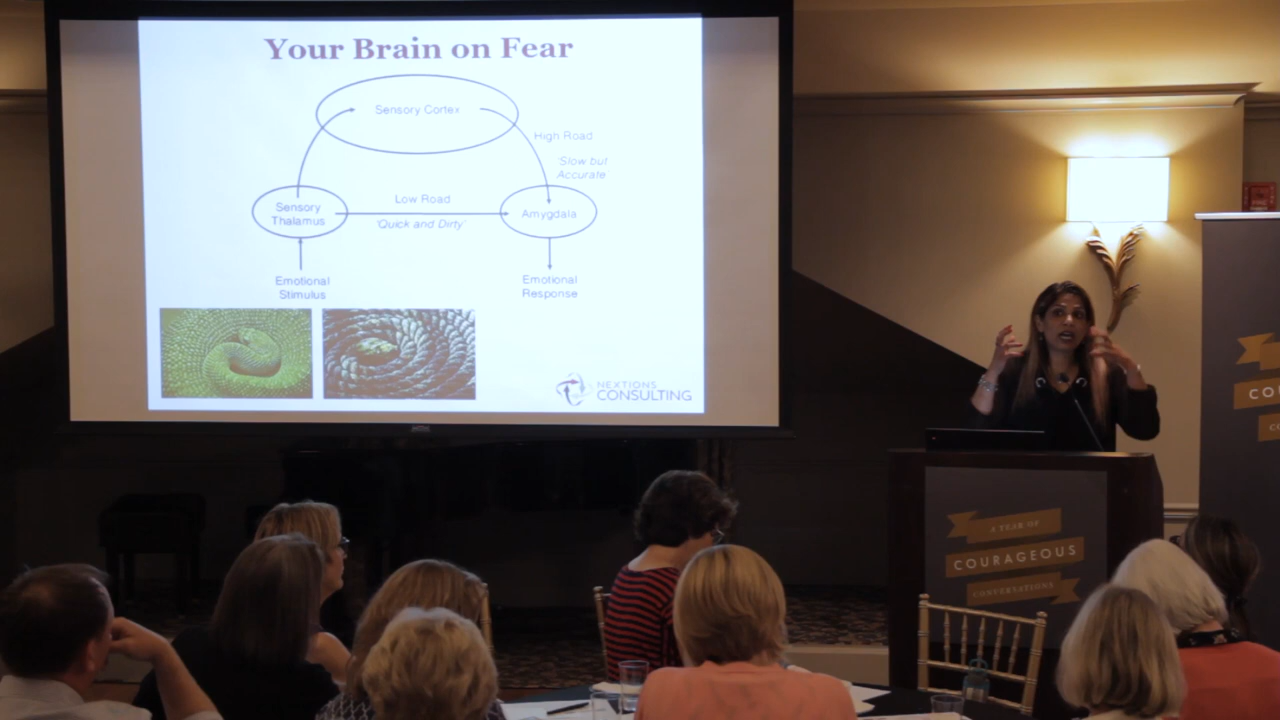 Your Brain on Fear
Sensory Cortex
High Road
'Slow but
Accurate'
Low Road
'Quick and Dirty'
Sensory
Thalamus
Amygdala
Emotional
Stimulus
Emotional
Response
NEXTIONS
CONSULTING
A YEAR OF
COURAGEOUS
CONVERSATIONS
CO
C